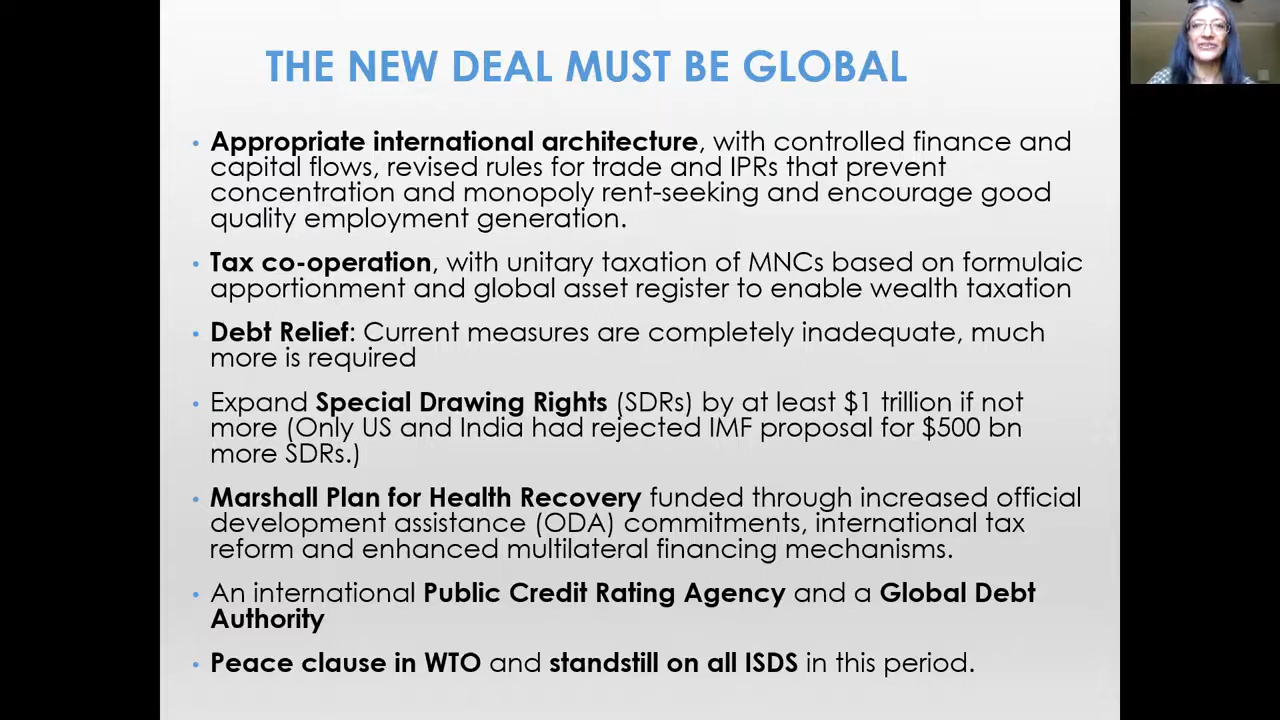 THE NEW DEAL MUST BE GLOBAL
• Appropriate international architecture, with controlled finance and
capital flows, revised rules for trade and IPRs that prevent
concentration and monopoly rent-seeking and encourage good
quality employment generation.
• Tax co-operation, with unitary taxation of MNCs based on formulaic
apportionment and global asset register to enable wealth taxation
• Debt Relief: Current measures are completely inadequate, much
more is required
• Expand Special Drawing Rights (SDRs) by at least $1 trillion if not
more (Only US and India had rejected IMF proposal for $500 bn
more SDRs.)
• Marshall Plan for Health Recovery funded through increased official
development assistance (ODA) commitments, international tax
reform and enhanced multilateral financing mechanisms.
• An international Public Credit Rating Agency and a Global Debt
Authority
• Peace clause in WTO and standstill on all ISDS in this period.